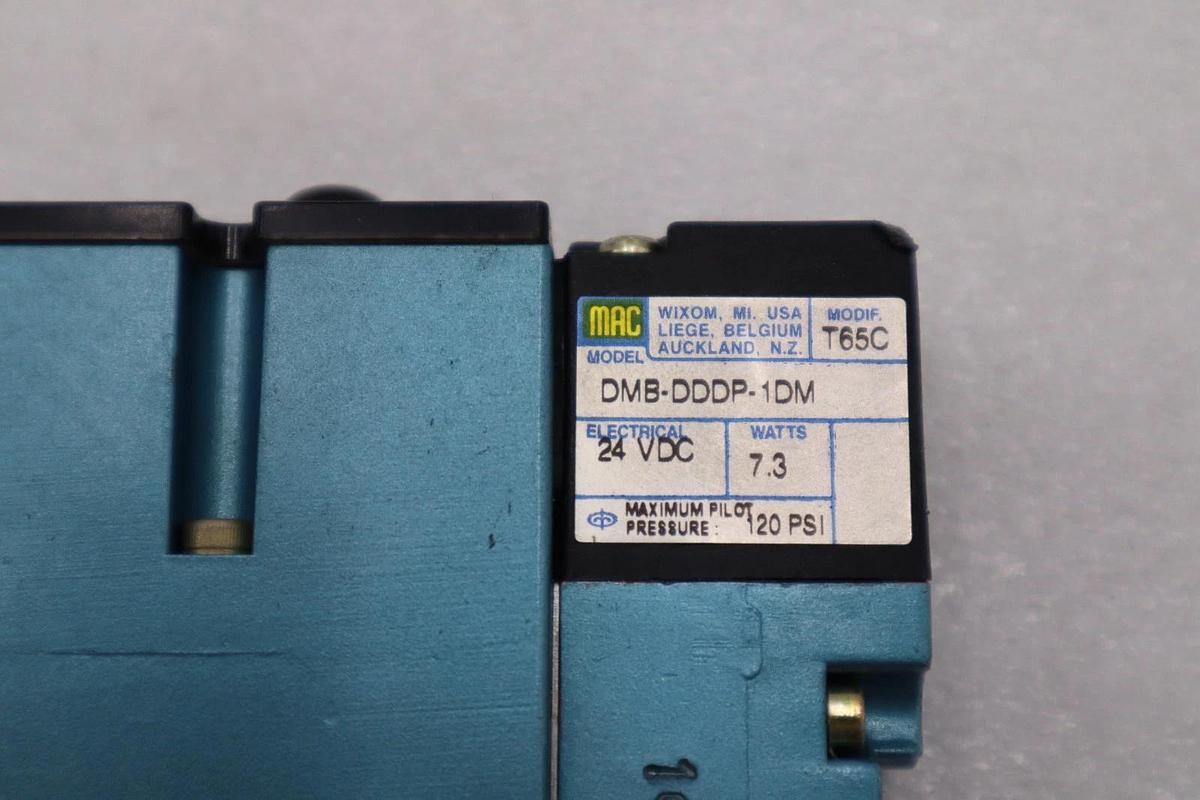 MAC
WIXOM, MI. USA
LIEGE, BELGIUM
AUCKLAND, N.Z.
MODIF.
T65C
MODEL
DMB-DDDP-1DM
ELECTRICAL
24 VDC
WATTS
7.3
MAXIMUM PILOT
PRESSURE: 120 PSI